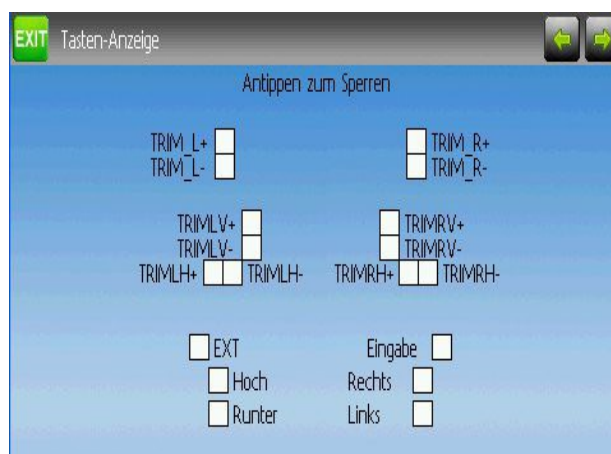 EXIT Tasten-Anzeige
Antippen zum Sperren
TRIM_L+ TRIM_R+
TRIM_L- TRIM_R-
TRIMLV+ TRIMRV+
TRIMLV- TRIMRV-
TRIMLH+ TRIMLH- TRIMRH+ TRIMRH-
EXT Eingabe
Hoch Rechts
Runter Links